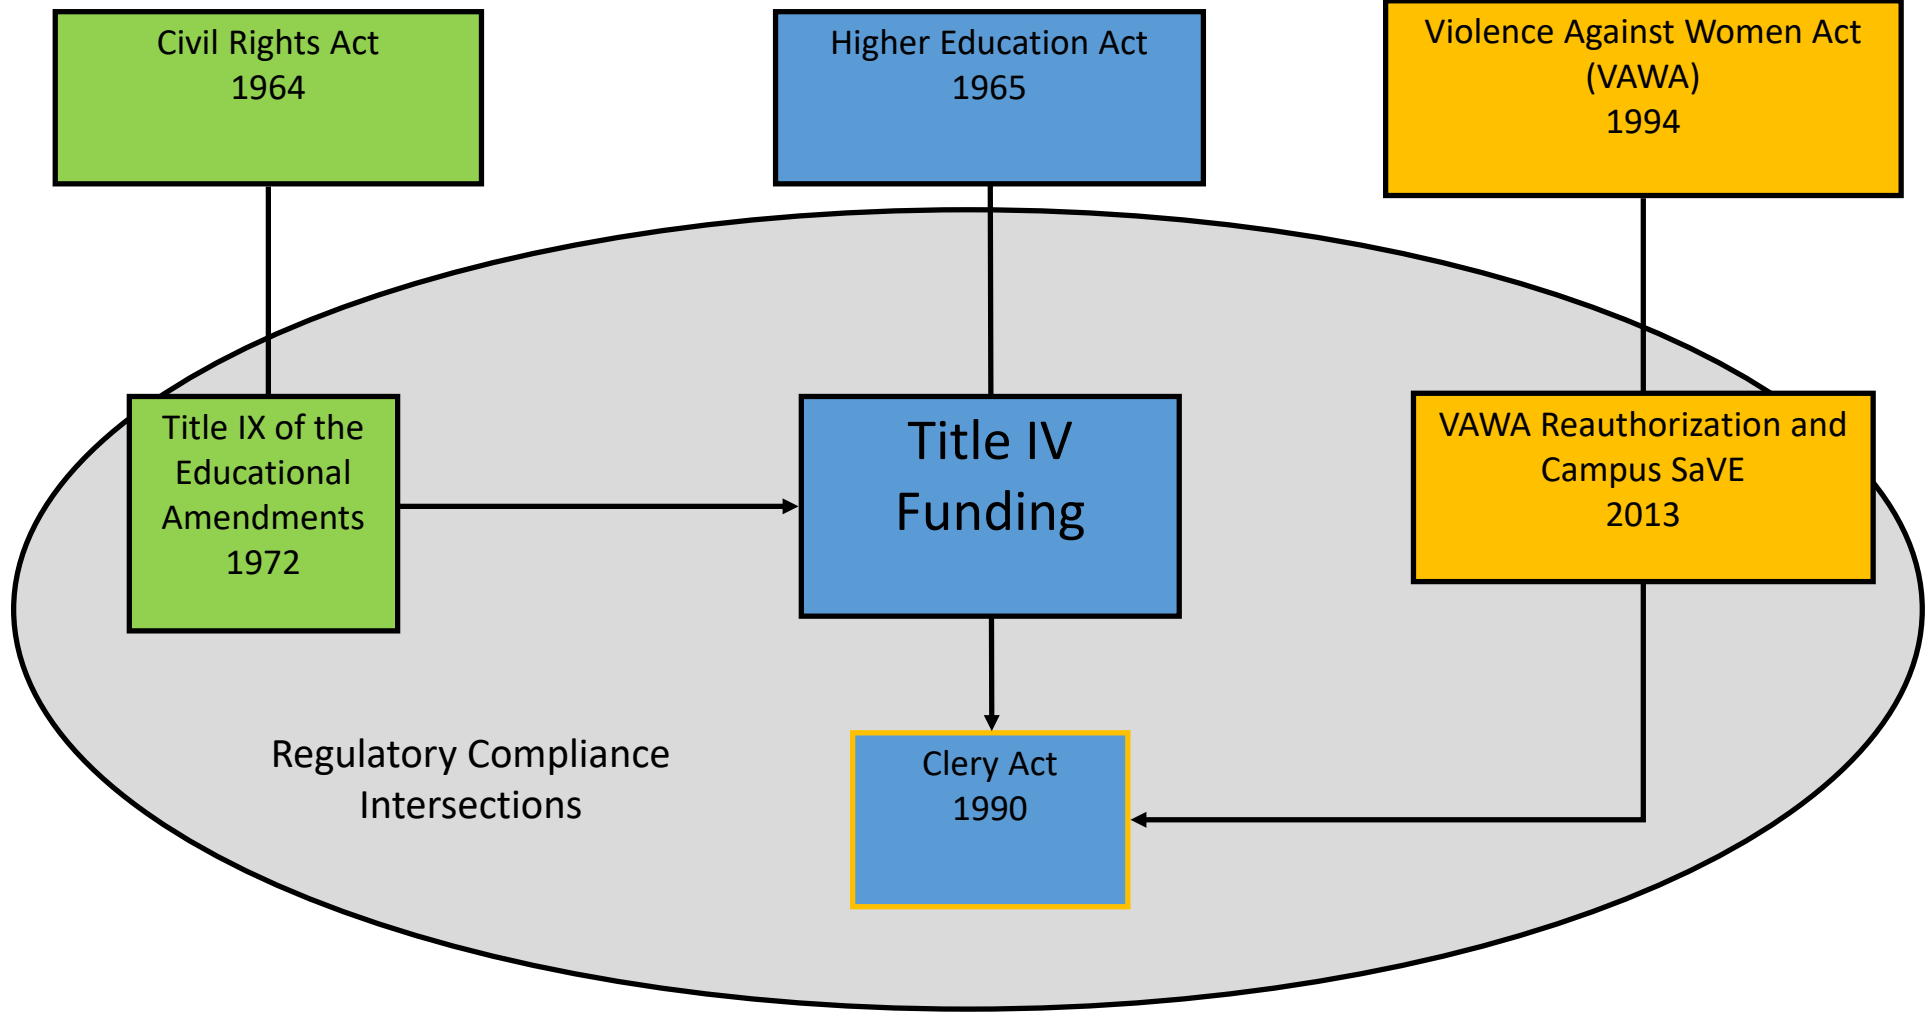 Civil Rights Act
1964
Higher Education Act
1965
Violence Against Women Act
(VAWA)
1994
Title IX of the
Educational
Amendments
1972
Title IV
Funding
VAWA Reauthorization and
Campus SaVE
2013
Regulatory Compliance
Intersections
Clery Act
1990